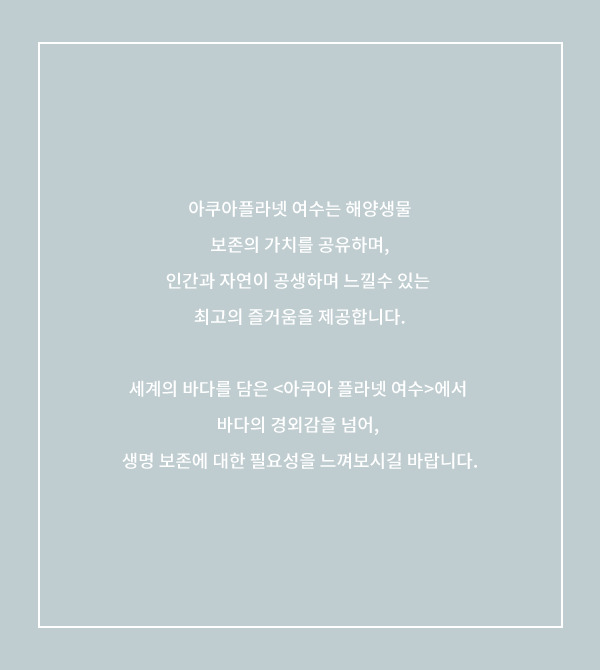 아쿠아플라넷 여수는 해양생물
보존의 가치를 공유하며,
인간과 자연이 공생하며 느낄수 있는
최고의 즐거움을 제공합니다.
세계의 바다를 담은 <아쿠아 플라넷 여수>에서
바다의 경외감을 넘어,
생명 보존에 대한 필요성을 느껴보시길 바랍니다.